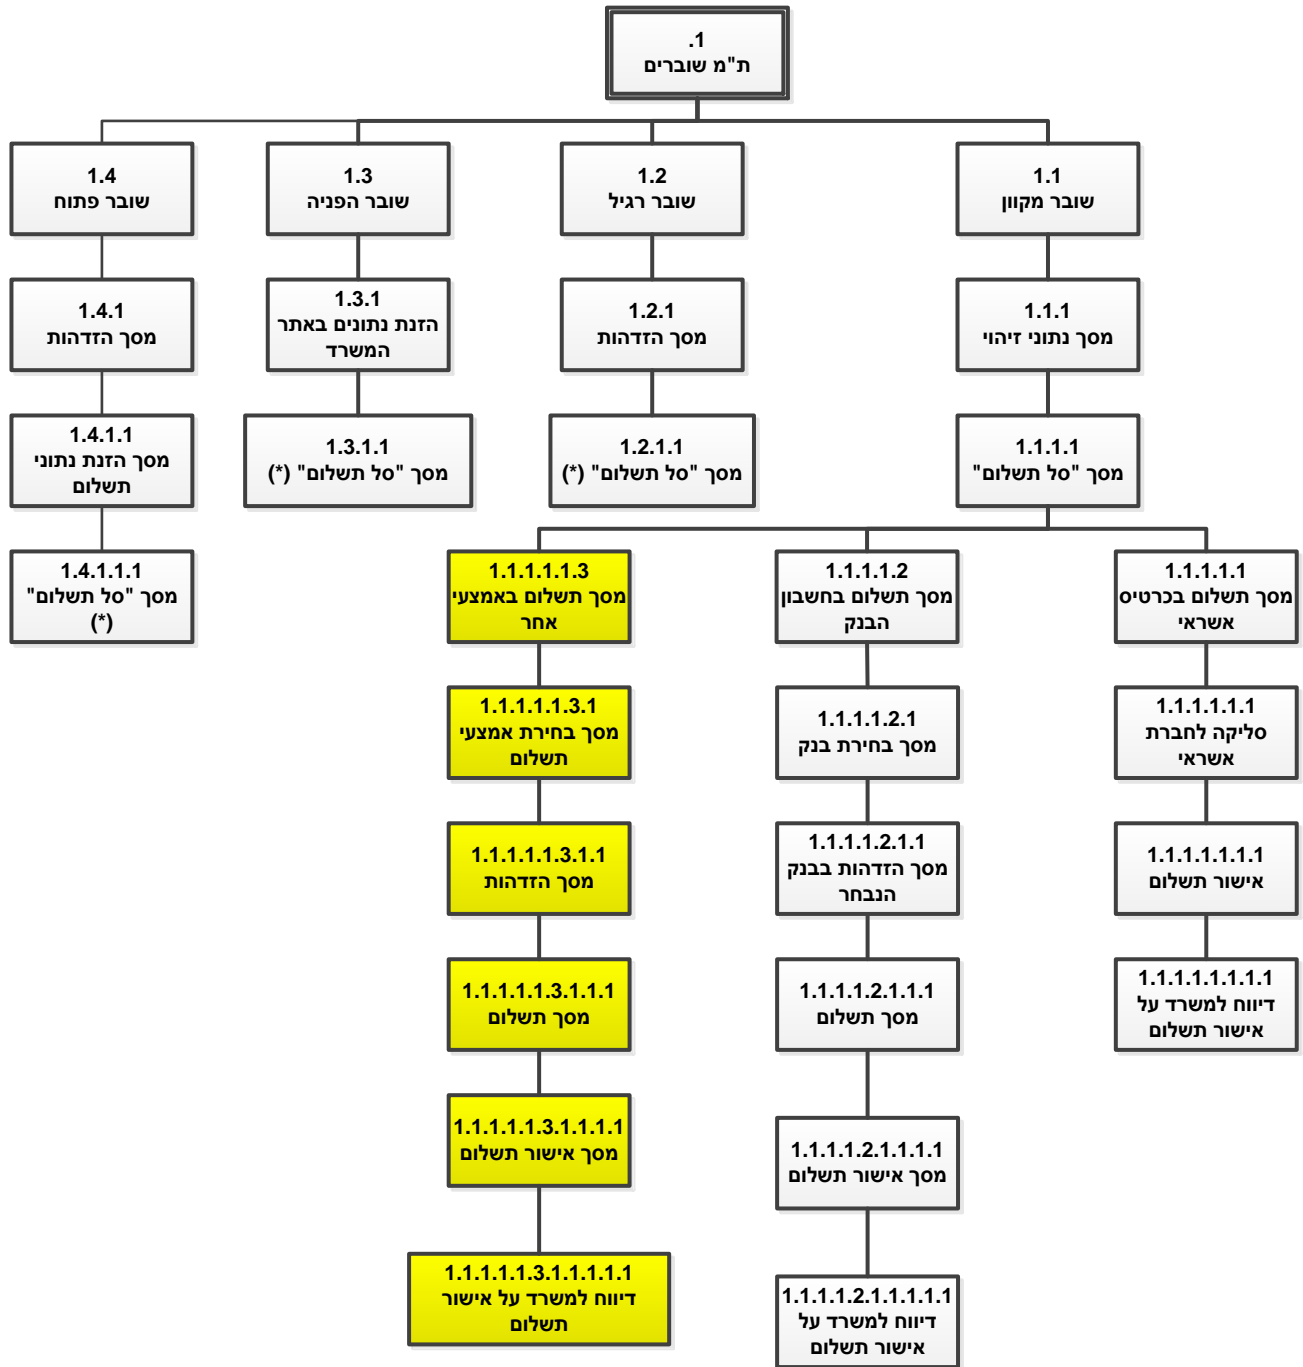 1.
ת"מ שוברים
1.1
שובר מקוון
1.2
שובר רגיל
1.3
שובר הפניה
1.4
שובר פתוח
1.1.1
מסך נתוני זיהוי
1.2.1
מסך הזדהות
1.3.1
הזנת נתונים באתר
המשרד
1.4.1
מסך הזדהות
1.1.1.1
מסך "סל תשלום"
1.2.1.1
מסך "סל תשלום" (*)
1.3.1.1
מסך "סל תשלום" (*)
1.4.1.1
מסך הזנת נתוני
תשלום
1.1.1.1.1
מסך תשלום בכרטיס
אשראי
1.1.1.1.2
מסך תשלום בחשבון
הבנק
1.1.1.1.1.3
מסך תשלום באמצעי
אחר
1.4.1.1.1
מסך "סל תשלום"
(*)
1.1.1.1.1.1
סליקה לחברת
אשראי
1.1.1.1.2.1
מסך בחירת בנק
1.1.1.1.1.3.1
מסך בחירת אמצעי
תשלום
1.1.1.1.1.1.1
אישור תשלום
1.1.1.1.2.1.1
מסך הזדהות בבנק
הנבחר
1.1.1.1.1.3.1.1
מסך הזדהות
1.1.1.1.1.1.1.1
דיווח למשרד על
אישור תשלום
1.1.1.1.2.1.1.1
מסך תשלום
1.1.1.1.1.3.1.1.1
מסך תשלום
1.1.1.1.2.1.1.1.1
מסך אישור תשלום
1.1.1.1.1.3.1.1.1.1
מסך אישור תשלום
1.1.1.1.2.1.1.1.1.1
דיווח למשרד על
אישור תשלום
1.1.1.1.1.3.1.1.1.1.1
דיווח למשרד על אישור
תשלום